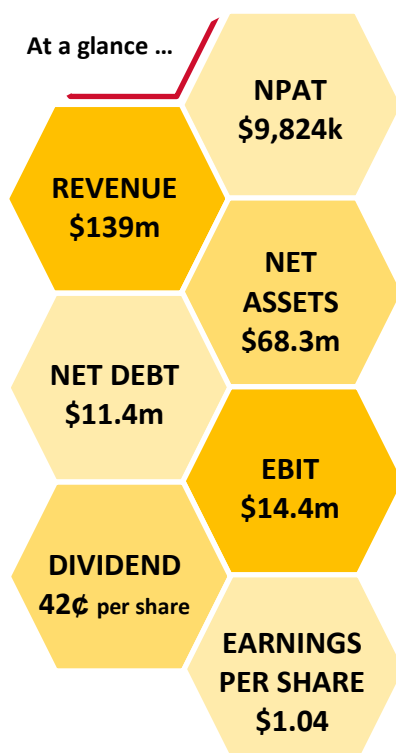 At a glance ...
NPAT
$9,824k
REVENUE
$139m
NET
ASSETS
$68.3m
NET DEBT
$11.4m
EBIT
$14.4m
DIVIDEND
42₵ per share
EARNINGS
PER SHARE
$1.04